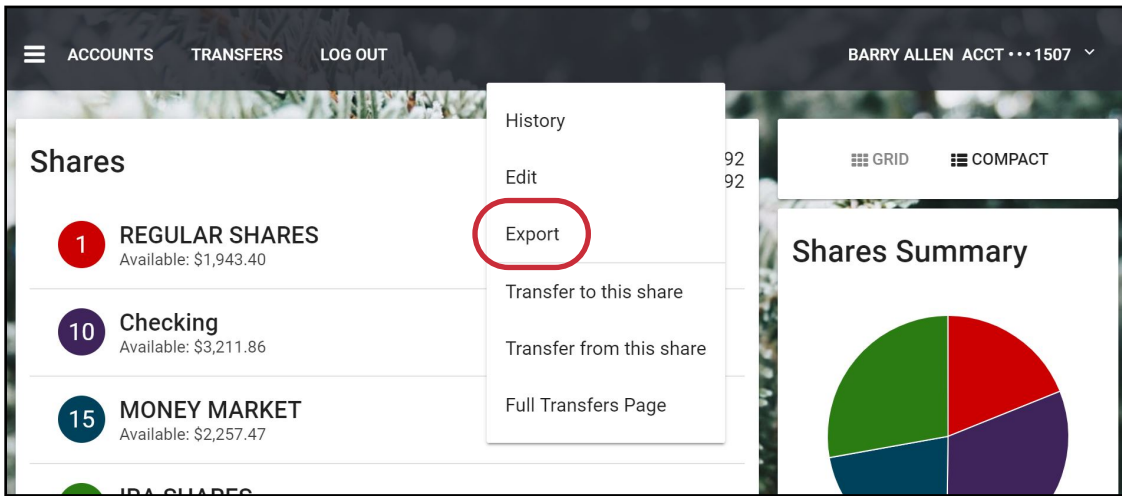 ACCOUNTS TRANSFERS LOG OUT BARRY ALLEN ACCT •••1507
History
Shares
92
92
GRID COMPACT
Edit
Export
1
REGULAR SHARES
Available: $1,943.40
Shares Summary
Transfer to this share
10
Checking
Available: $3,211.86
Transfer from this share
15
MONEY MARKET
Available: $2,257.47
Full Transfers Page
IRA SHARES